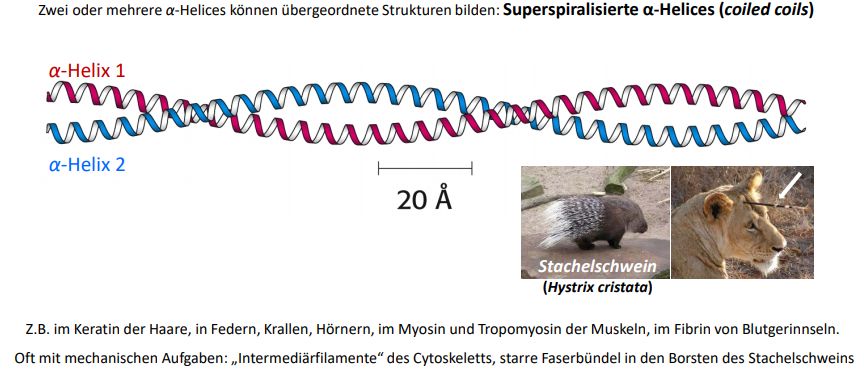 Zwei oder mehrere α-Helices können übergeordnete Strukturen bilden: Superspiralisierte α-Helices (coiled coils)
α-Helix 1
α-Helix 2
20 Å
Stachelschwein
(Hystrix cristata)
Z.B. im Keratin der Haare, in Federn, Krallen, Hörnern, im Myosin und Tropomyosin der Muskeln, im Fibrin von Blutgerinnseln.
Oft mit mechanischen Aufgaben: „Intermediärfilamente“ des Cytoskeletts, starre Faserbündel in den Borsten des Stachelschweins